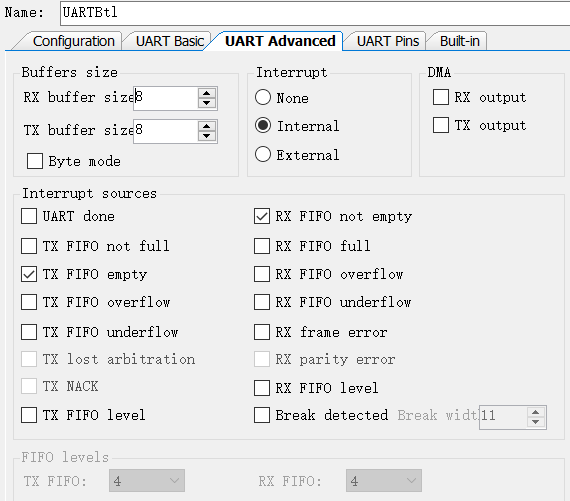 Name: UARTBtl
Configuration UART Basic UART Advanced UART Pins Built-in
Buffers size Interrupt DMA
RX buffer size 8 None RX output
TX buffer size 8 Internal TX output
Byte mode External
Interrupt sources
UART done RX FIFO not empty
TX FIFO not full RX FIFO full
TX FIFO empty RX FIFO overflow
TX FIFO overflow RX FIFO underflow
TX FIFO underflow RX frame error
TX lost arbitration RX parity error
TX NACK RX FIFO level
TX FIFO level Break detected Break widt 11
FIFO levels
TX FIFO: 4 RX FIFO: 4